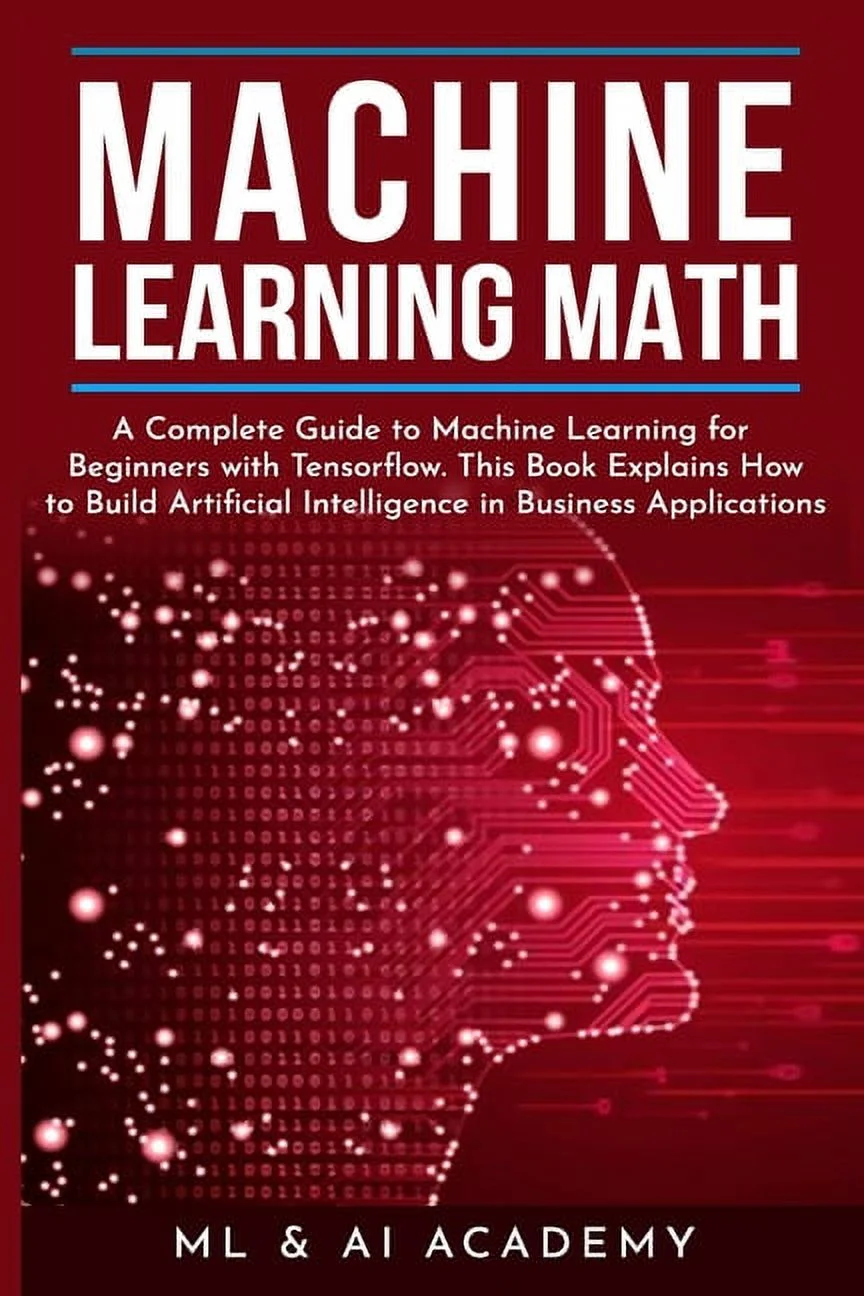 MACHINE
LEARNING MATH
A Complete Guide to Machine Learning for
Beginners with Tensorflow. This Book Explains How
to Build Artificial Intelligence in Business Applications
ML & AI ACADEMY